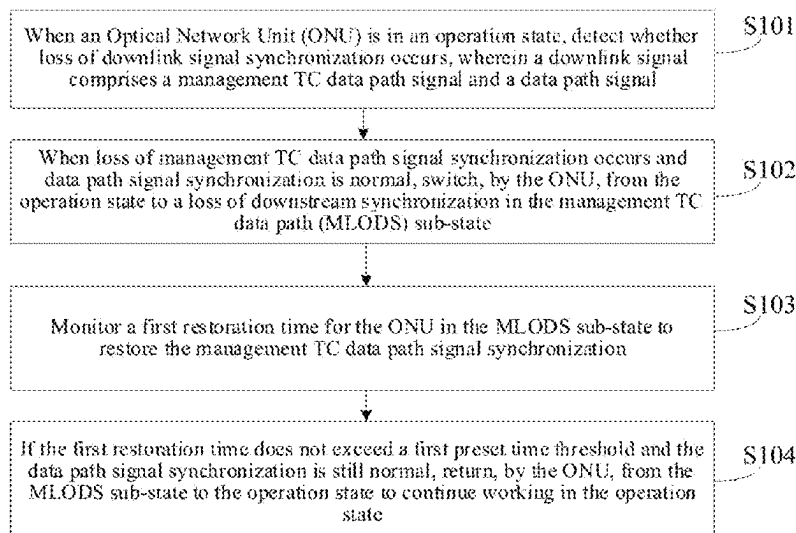 S101
When an Optical Network Unit (ONU) is in an operation state, detect whether
loss of downlink signal synchronization occurs, wherein a downlink signal
comprises a management TC data path signal and a data path signal
S102
When loss of management TC data path signal synchronization occurs and
data path signal synchronization is normal, switch, by the ONU, from the
operation state to a loss of downstream synchronization in the management TC
data path (MLODS) sub-state
S103
Monitor a first restoration time for the ONU in the MLODS sub-state to
restore the management TC data path signal synchronization
S104
If the first restoration time does not exceed a first preset time threshold and the
data path signal synchronization is still normal, return, by the ONU, from the
MLODS sub-state to the operation state to continue working in the operation
state